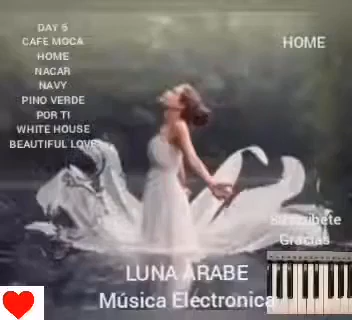 DAY 5
CAFE MOCA
HOME
NACAR
NAVY
PINO VERDE
POR TI
WHITE HOUSE
BEAUTIFUL LOVE
HOME
Suscribete
Gracias
LUNA ARABE
Música Electronica